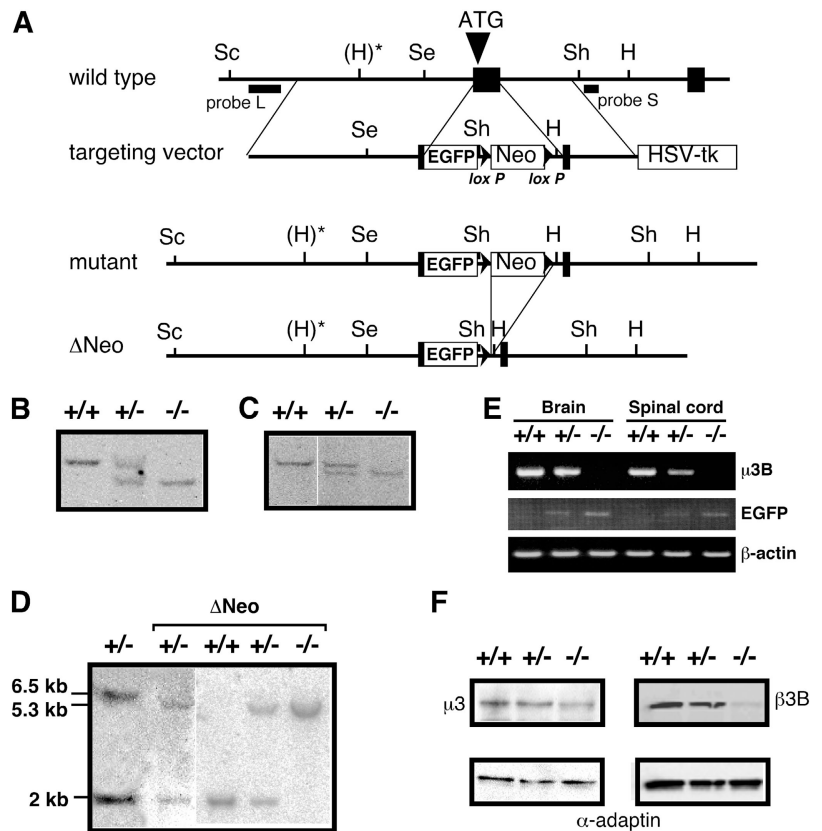 A
ATG
Sc (H)* Se Sh H
wild type
probe L probe S
Se Sh H
targeting vector EGFP Neo HSV-tk
lox P lox P
Sc (H)* Se Sh H Sh H
mutant EGFP Neo
Sc (H)* Se Sh H Sh H
ΔNeo EGFP
B +/+ +/- -/-
C +/+ +/- -/-
E Brain Spinal cord
+/+ +/- -/- +/+ +/- -/-
μ3B
EGFP
β-actin
D ΔNeo
+/- +/- +/+ +/- -/-
6.5 kb
5.3 kb
2 kb
F
+/+ +/- -/- +/+ +/- -/-
μ3 β3B
α-adaptin